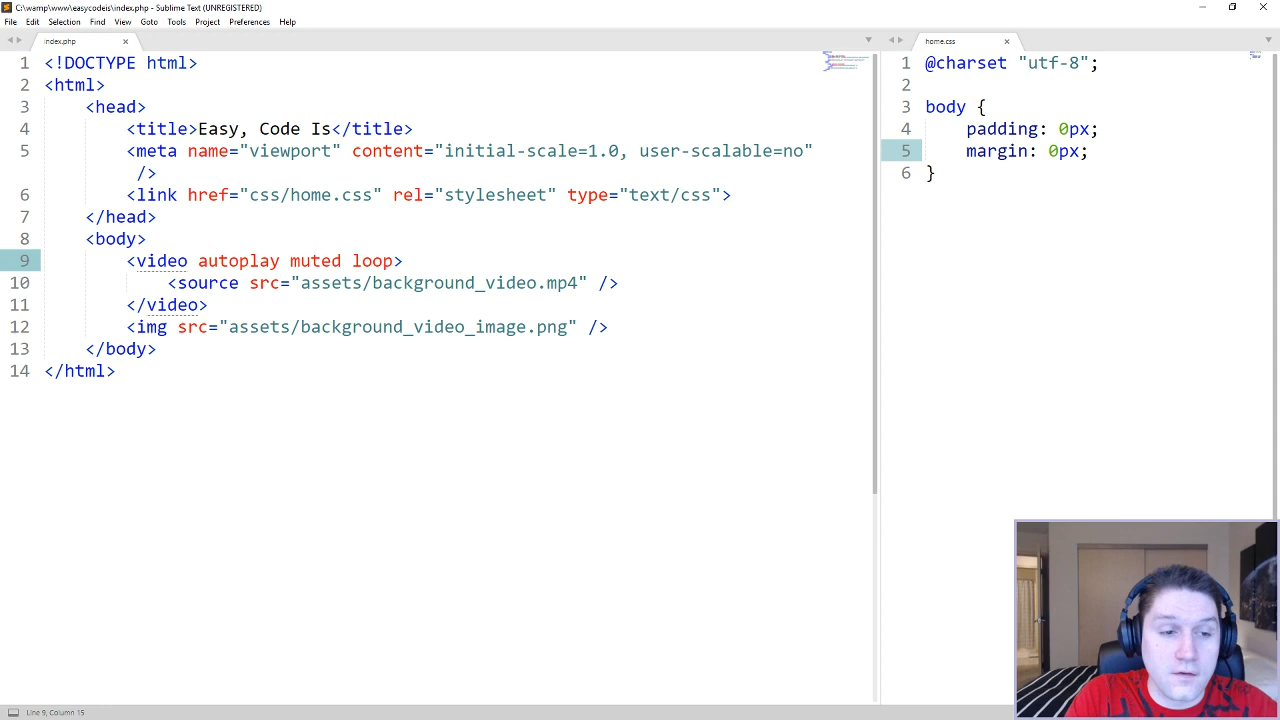 C:\wamp\www\easycodeis\index.php - Sublime Text (UNREGISTERED)
File Edit Selection Find View Goto Tools Project Preferences Help
index.php
1 <!DOCTYPE html>
2 <html>
3 <head>
4 <title>Easy, Code Is</title>
5 <meta name="viewport" content="initial-scale=1.0, user-scalable=no"
/>
6 <link href="css/home.css" rel="stylesheet" type="text/css">
7 </head>
8 <body>
9 <video autoplay muted loop>
10 <source src="assets/background_video.mp4" />
11 </video>
12 <img src="assets/background_video_image.png" />
13 </body>
14 </html>
home.css
1 @charset "utf-8";
2
3 body {
4 padding: 0px;
5 margin: 0px;
6 }
Line 9, Column 15